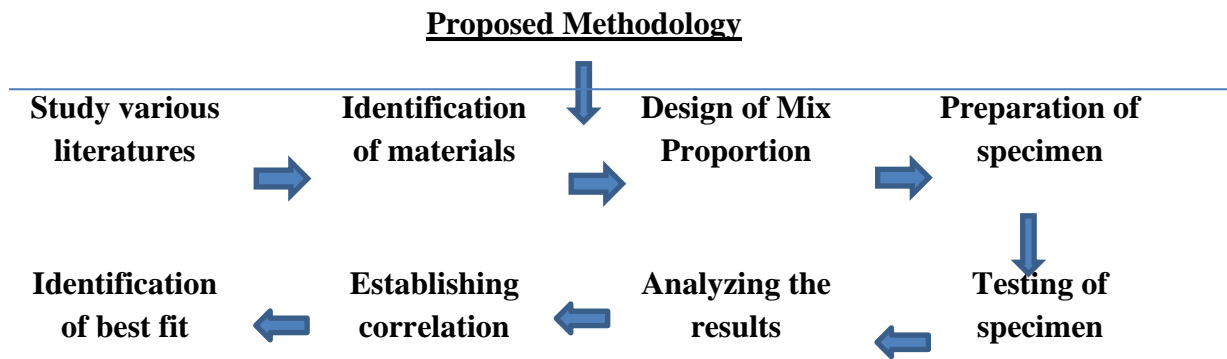 Proposed Methodology
Study various
literatures
Identification
of materials
Design of Mix
Proportion
Preparation of
specimen
Testing of
specimen
Analyzing the
results
Establishing
correlation
Identification
of best fit